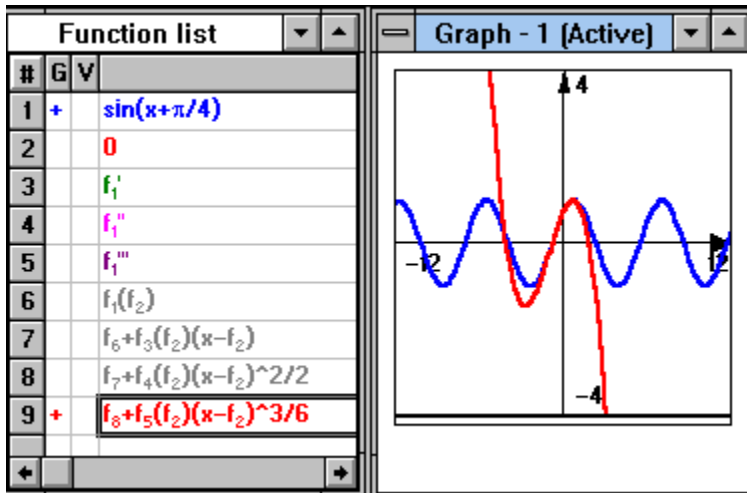 Function list
# G V
1 + sin(x+π/4)
2 0
3 f₁'
4 f₁''
5 f₁'''
6 f₁(f₂)
7 f₆+f₃(f₂)(x−f₂)
8 f₇+f₄(f₂)(x−f₂)^2/2
9 + f₈+f₅(f₂)(x−f₂)^3/6
Graph - 1 (Active)
4
−12
12
−4